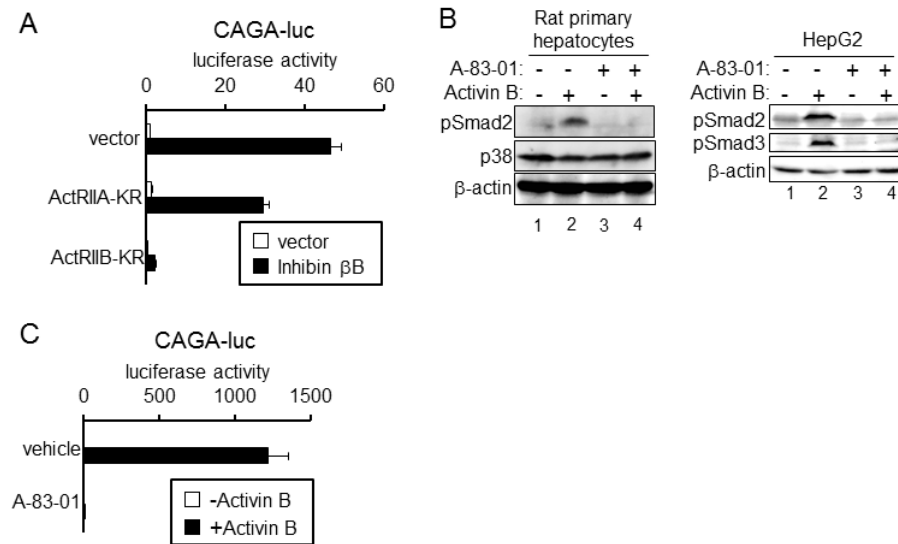 A
CAGA-luc
luciferase activity
0 20 40 60
vector
ActRIIA-KR
ActRIIB-KR
vector
Inhibin βB
B
Rat primary
hepatocytes
A-83-01: - - + +
Activin B: - + - +
pSmad2
p38
β-actin
1 2 3 4
HepG2
A-83-01: - - + +
Activin B: - + - +
pSmad2
pSmad3
β-actin
1 2 3 4
C
CAGA-luc
luciferase activity
0 500 1000 1500
vehicle
A-83-01
-Activin B
+Activin B